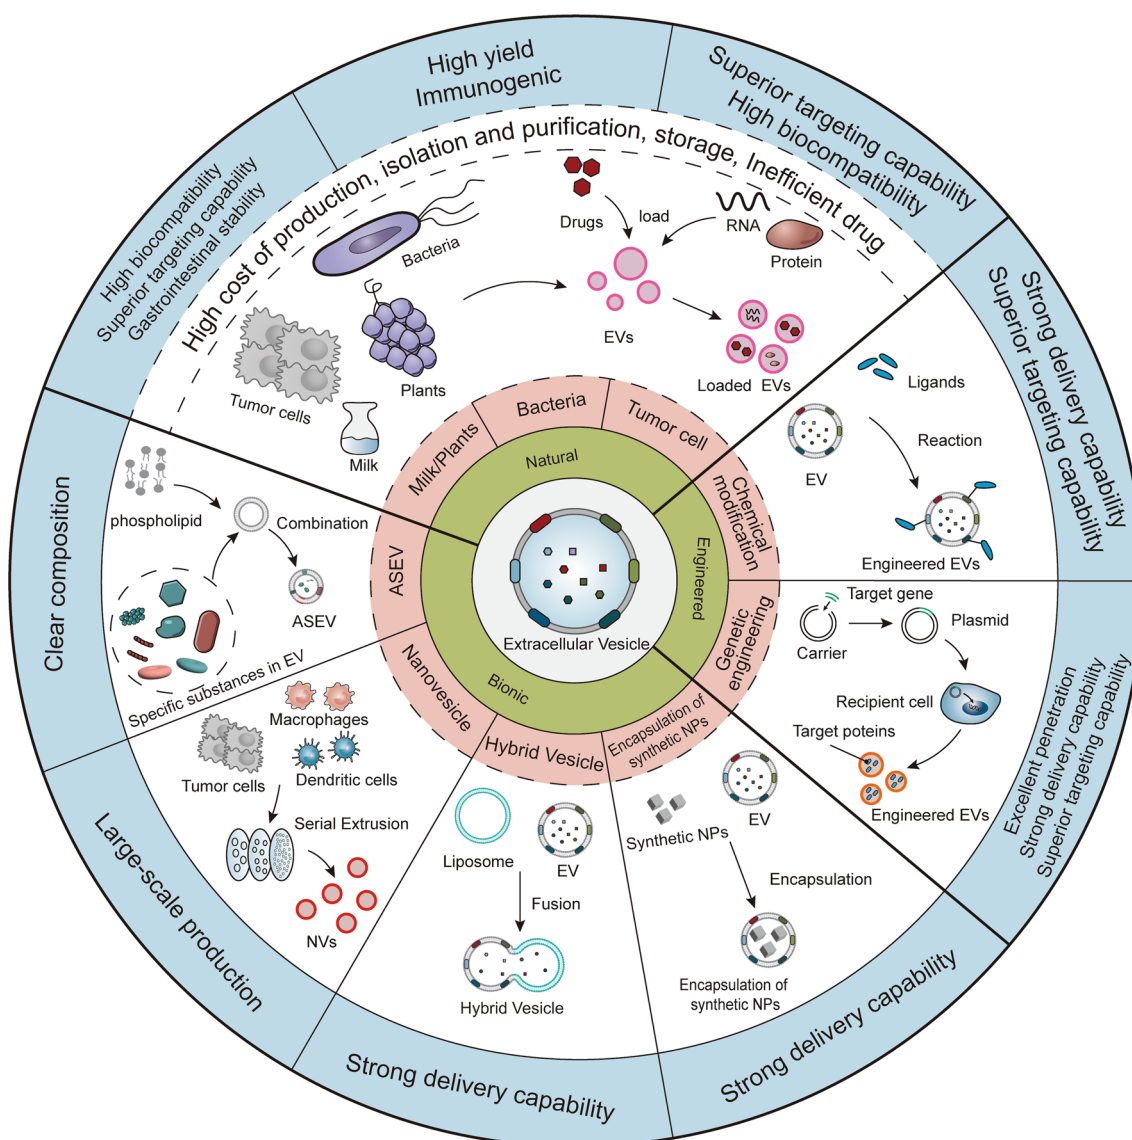 High yield
Immunogenic
Superior targeting capability
High biocompatibility
High biocompatibility
Superior targeting capability
Gastrointestinal stability
High cost of production, isolation and purification, storage, Inefficient drug
Strong delivery capability
Superior targeting capability
Bacteria
Drugs
load
RNA
Protein
EVs
Loaded EVs
Plants
Tumor cells
Milk
Ligands
EV
Reaction
Engineered EVs
Milk/Plants
Bacteria
Tumor cell
Natural
Chemical
modification
Engineered
Genetic
engineering
Extracellular Vesicle
Bionic
ASEV
Nanovesicle
Hybrid Vesicle
Encapsulation of
synthetic NPs
Clear composition
phospholipid
Combination
ASEV
Specific substances in EV
Target gene
Carrier
Plasmid
Recipient cell
Target poteins
Engineered EVs
Excellent penetration
Strong delivery capability
Superior targeting capability
Macrophages
Tumor cells
Dendritic cells
Serial Extrusion
NVs
Large-scale production
Liposome
EV
Fusion
Hybrid Vesicle
Strong delivery capability
Synthetic NPs
EV
Encapsulation
Encapsulation of
synthetic NPs
Strong delivery capability